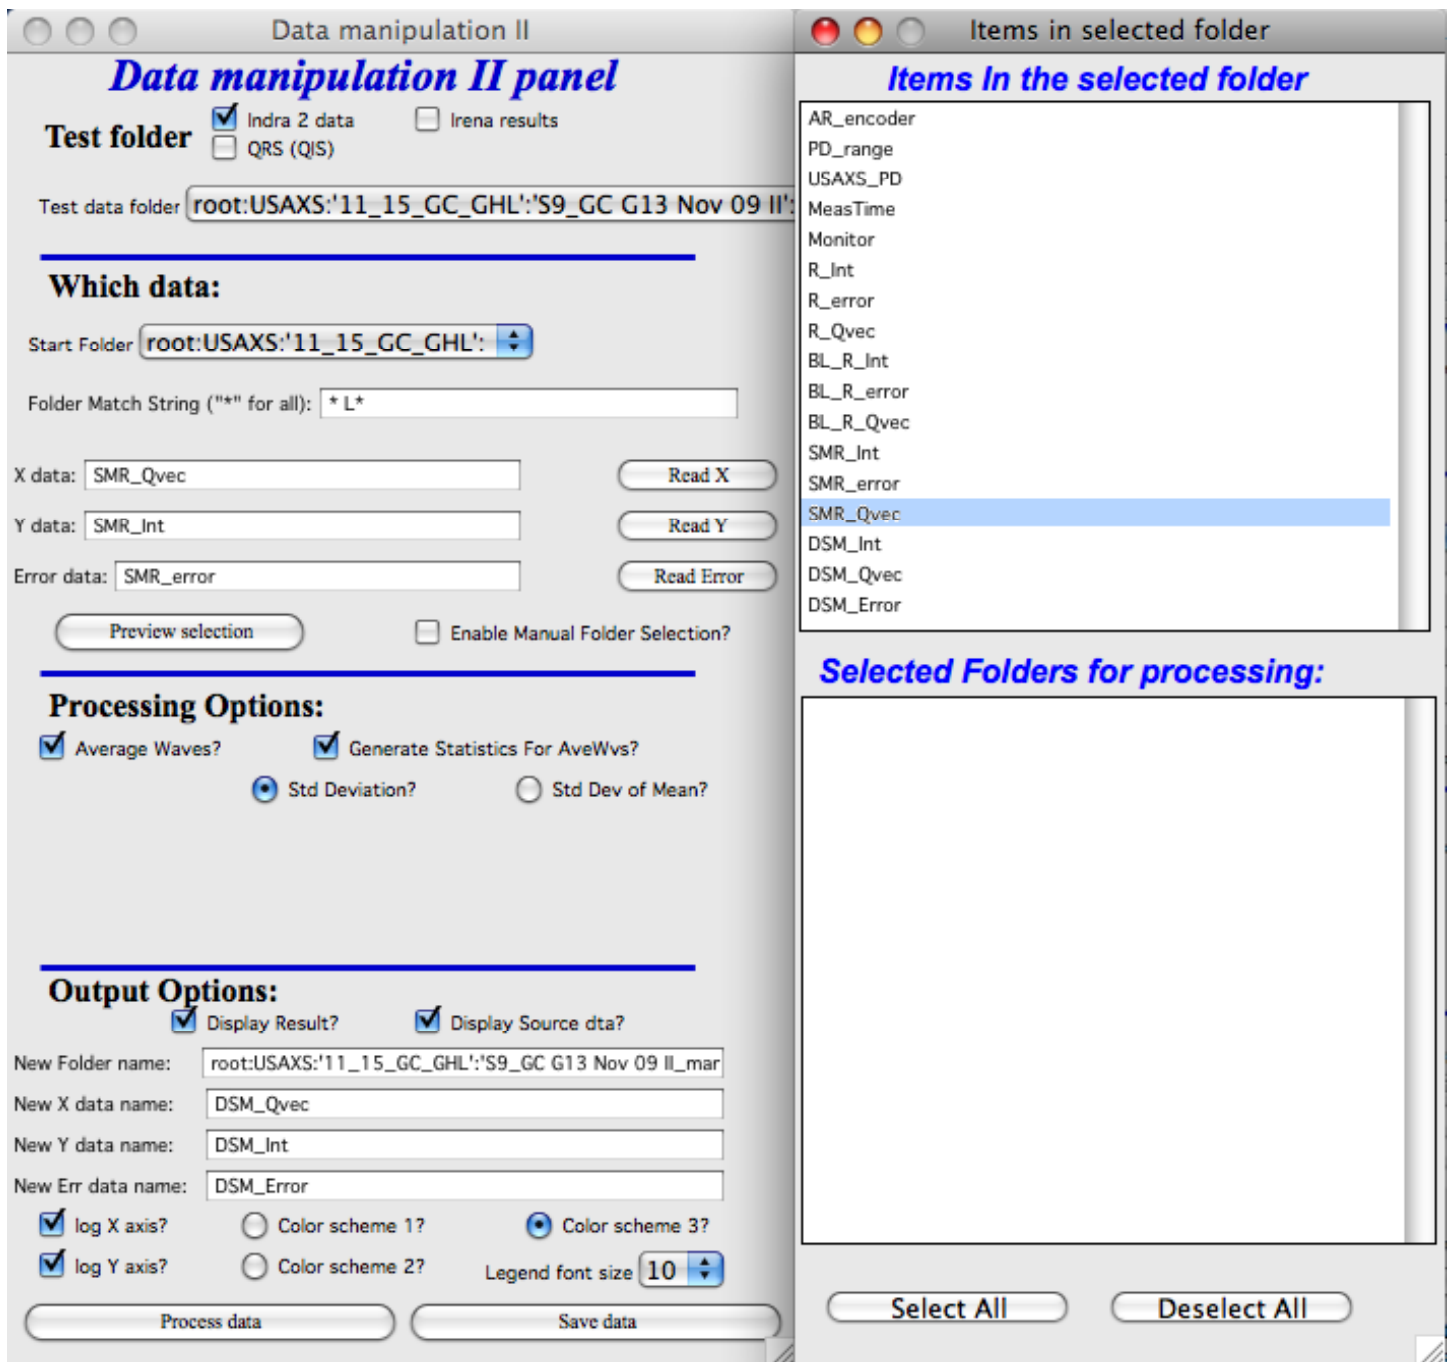 Data manipulation II
Data manipulation II panel
Test folder
Indra 2 data
Irena results
QRS (QIS)
Test data folder root:USAXS:'11_15_GC_GHL':'S9_GC G13 Nov 09 II':
Which data:
Start Folder root:USAXS:'11_15_GC_GHL':
Folder Match String ("*" for all): * L*
X data: SMR_Qvec Read X
Y data: SMR_Int Read Y
Error data: SMR_error Read Error
Preview selection Enable Manual Folder Selection?
Processing Options:
Average Waves? Generate Statistics For AveWvs?
Std Deviation? Std Dev of Mean?
Output Options:
Display Result? Display Source dta?
New Folder name: root:USAXS:'11_15_GC_GHL':'S9_GC G13 Nov 09 II_mar
New X data name: DSM_Qvec
New Y data name: DSM_Int
New Err data name: DSM_Error
log X axis? Color scheme 1? Color scheme 3?
log Y axis? Color scheme 2? Legend font size 10
Process data Save data
Items in selected folder
Items In the selected folder
AR_encoder
PD_range
USAXS_PD
MeasTime
Monitor
R_Int
R_error
R_Qvec
BL_R_Int
BL_R_error
BL_R_Qvec
SMR_Int
SMR_error
SMR_Qvec
DSM_Int
DSM_Qvec
DSM_Error
Selected Folders for processing:
Select All Deselect All